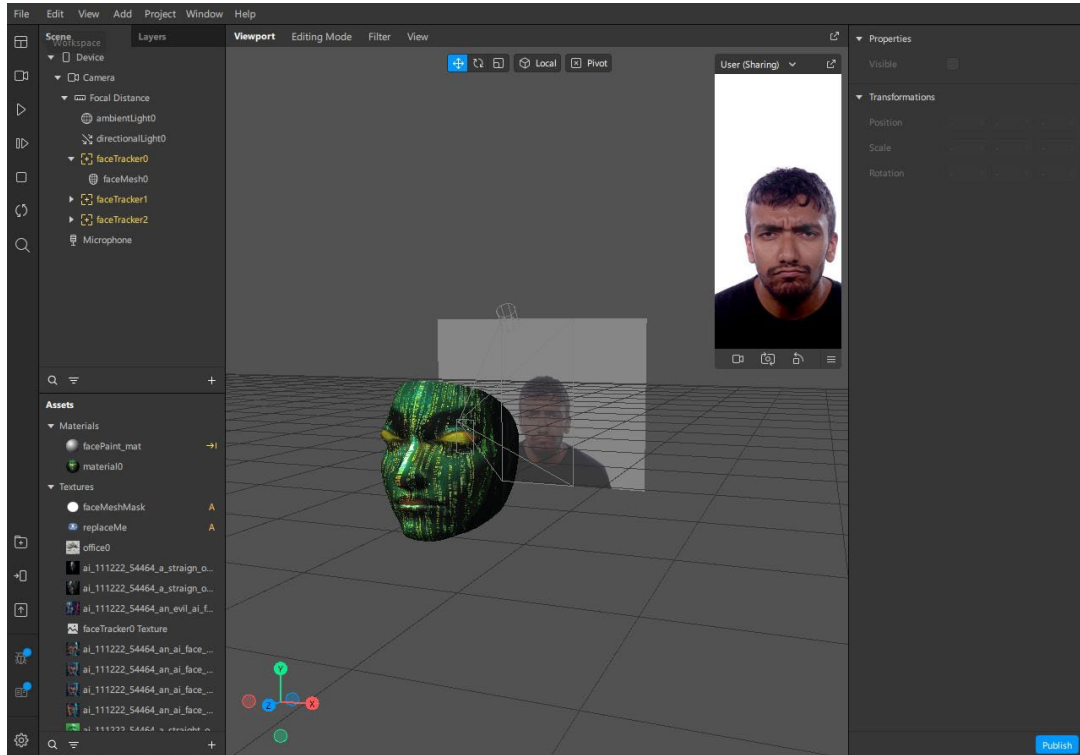 File Edit View Add Project Window Help
Scene Layers
Workspace
Device
Camera
Focal Distance
ambientLight0
directionalLight0
faceTracker0
faceMesh0
faceTracker1
faceTracker2
Microphone
Assets
Materials
facePaint_mat
material0
Textures
faceMeshMask A
replaceMe A
office0
ai_111222_54464_a_straign_o...
ai_111222_54464_a_straign_o...
ai_111222_54464_an_evil_ai_f...
faceTracker0 Texture
ai_111222_54464_an_ai_face_...
ai_111222_54464_an_ai_face_...
ai_111222_54464_an_ai_face_...
ai_111222_54464_an_ai_face_...
ai_111222_54464_a_straight_o...
Viewport Editing Mode Filter View
Local Pivot
User (Sharing)
Y
Z X
Properties
Visible
Transformations
Position
Scale
Rotation
Publish